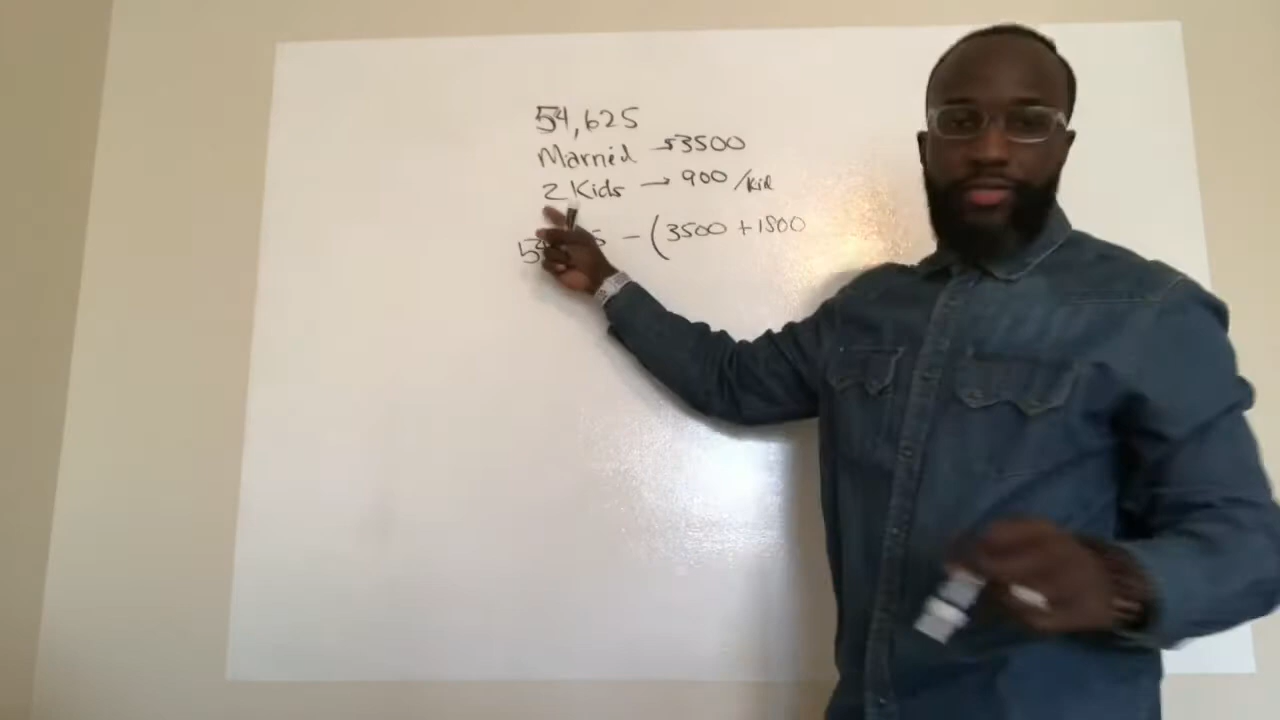 54,625
Married → 3500
2 Kids → 900 /Kid
- (3500 + 1800